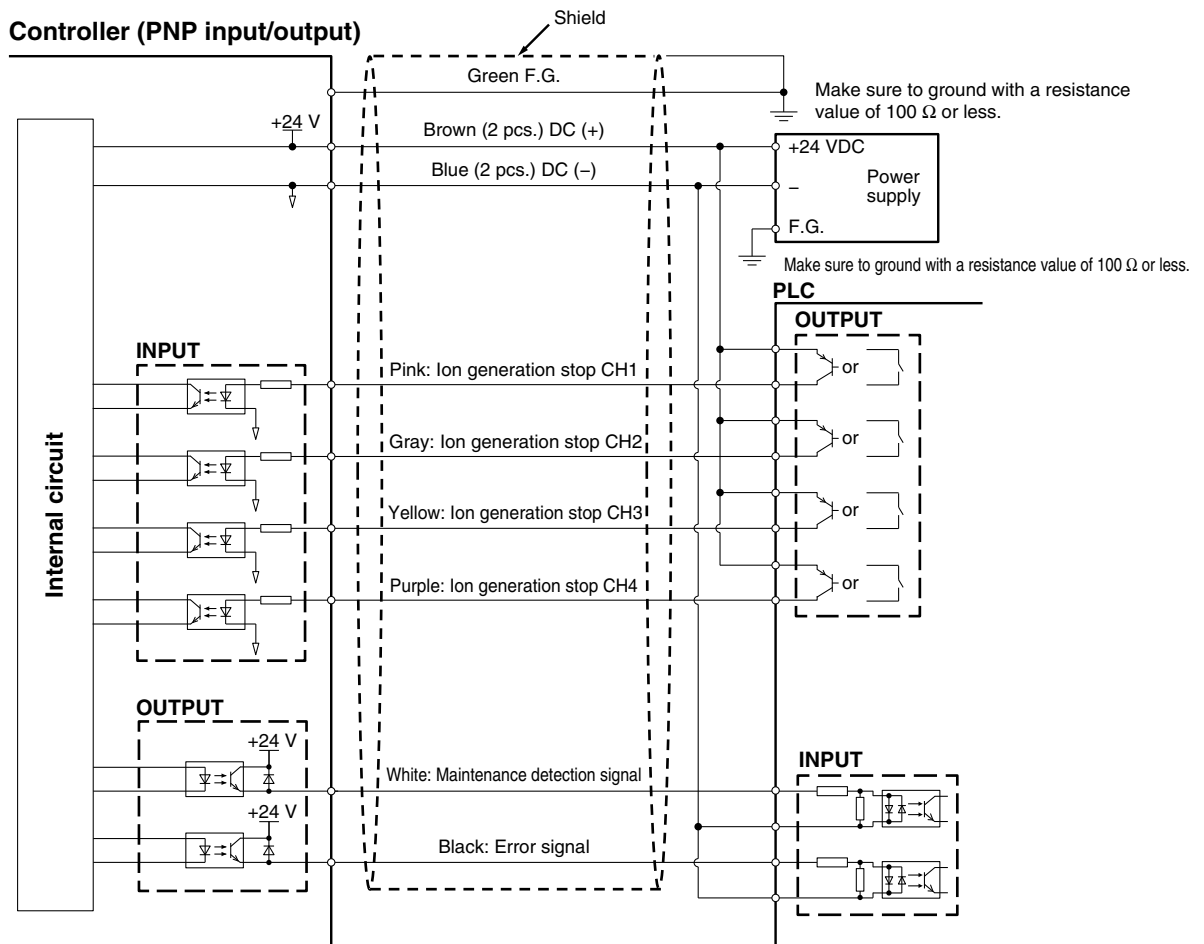 Shield
Controller (PNP input/output)
Green F.G.
Make sure to ground with a resistance
value of 100 Ω or less.
+24 V
Brown (2 pcs.) DC (+)
+24 VDC
Blue (2 pcs.) DC (−)
–
Power
supply
F.G.
Make sure to ground with a resistance value of 100 Ω or less.
PLC
OUTPUT
INPUT
Pink: Ion generation stop CH1
or
Gray: Ion generation stop CH2
or
Yellow: Ion generation stop CH3
or
Purple: Ion generation stop CH4
or
Internal circuit
OUTPUT
+24 V
INPUT
White: Maintenance detection signal
+24 V
Black: Error signal